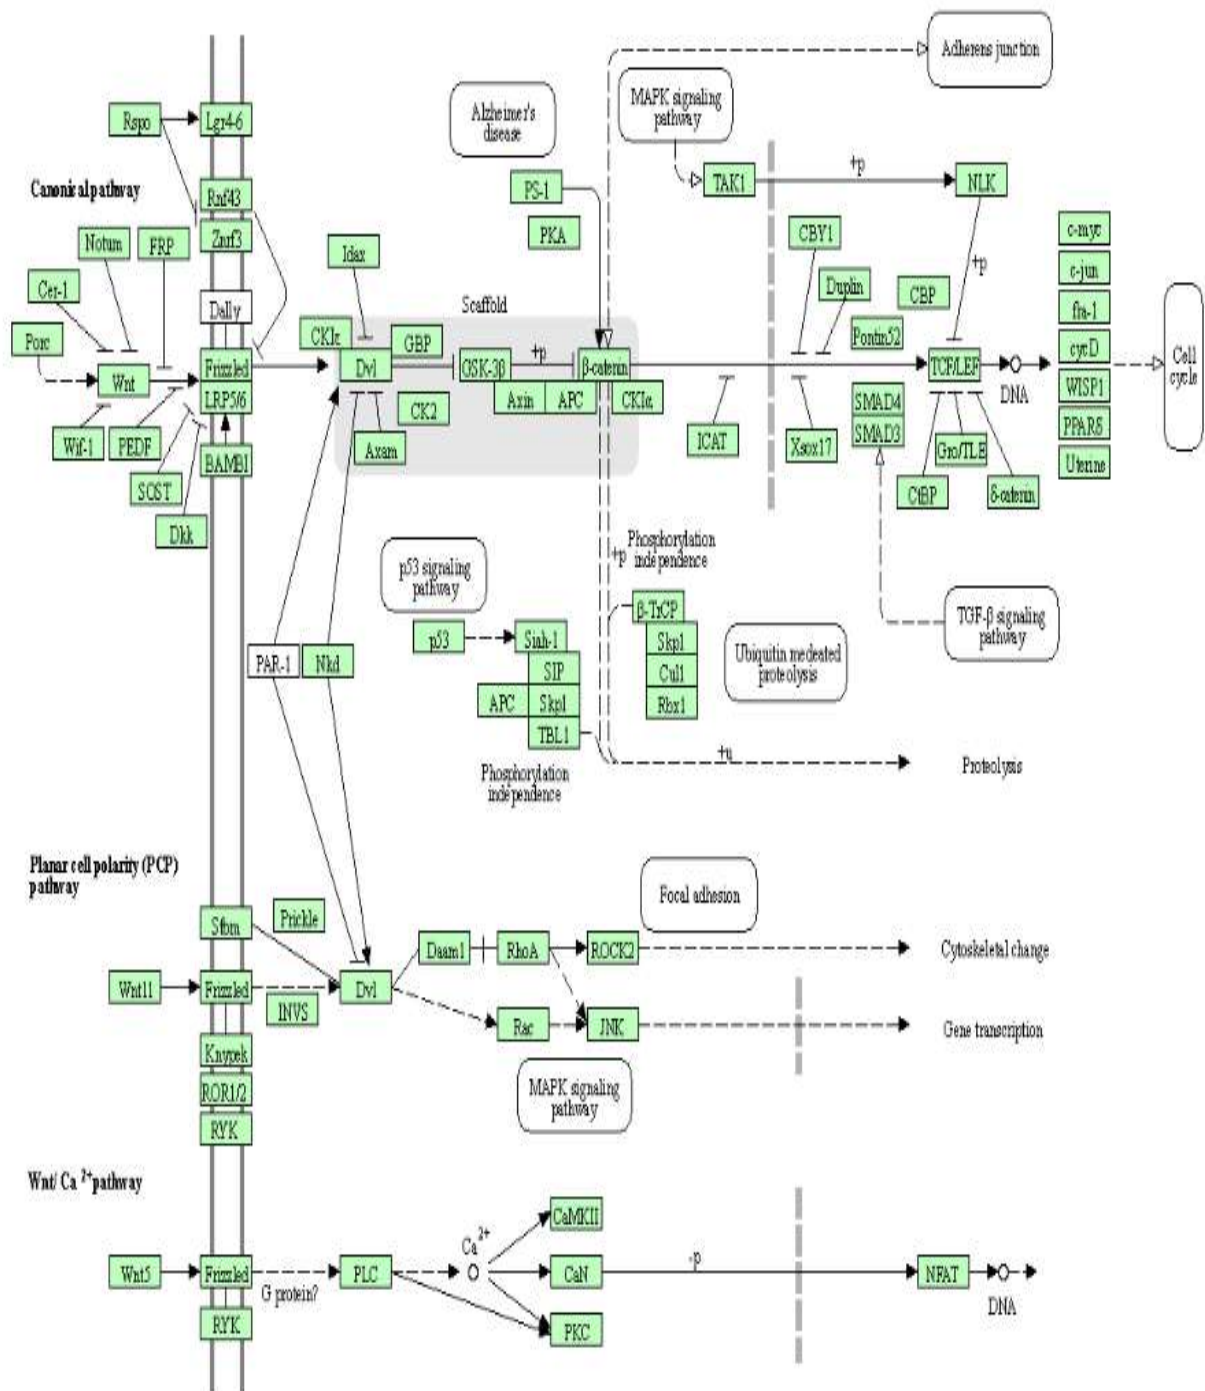 Adherens junction
MAPK signaling
pathway
Alzheimer's
disease
Rspo
Lgr4-6
+p
TAK1
NLK
Canonical pathway
Rnf43
PS-1
Notum
FRP
Znrf3
PKA
CBY1
c-myc
Idax
+p
c-jun
Cer-1
Duplin
CBP
Dally
Scaffold
fra-1
Porc
CKIε
GBP
Pontin52
cycD
Cell
cycle
Wnt
Frizzled
Dvl
GSK-3β
+p
β-catenin
TCF/LEF
DNA
LRP5/6
Axin
APC
CKIα
SMAD4
WISP1
CK2
SMAD3
PPARδ
Wif-1
PEDF
BAMBI
Axam
ICAT
Xsox17
Gro/TLE
Uterine
SOST
CtBP
δ-catenin
Dkk
+p
Phosphorylation
independence
p53 signaling
pathway
β-TrCP
TGF-β signaling
pathway
p53
Siah-1
Skp1
PAR-1
Nkd
SIP
Cul1
Ubiquitin medeated
proteolysis
APC
Skp1
Rbx1
TBL1
+u
Proteolysis
Phosphorylation
independence
Planar cell polarity (PCP)
pathway
Focal adhesion
Stbm
Prickle
Daam1
RhoA
ROCK2
Cytoskeletal change
Wnt11
Frizzled
INVS
Dvl
Rac
JNK
Gene transcription
Knypek
ROR1/2
MAPK signaling
pathway
RYK
Wnt/ Ca 2+ pathway
Ca 2+
CaMKII
Wnt5
Frizzled
G protein?
PLC
CaN
-p
NFAT
DNA
RYK
PKC